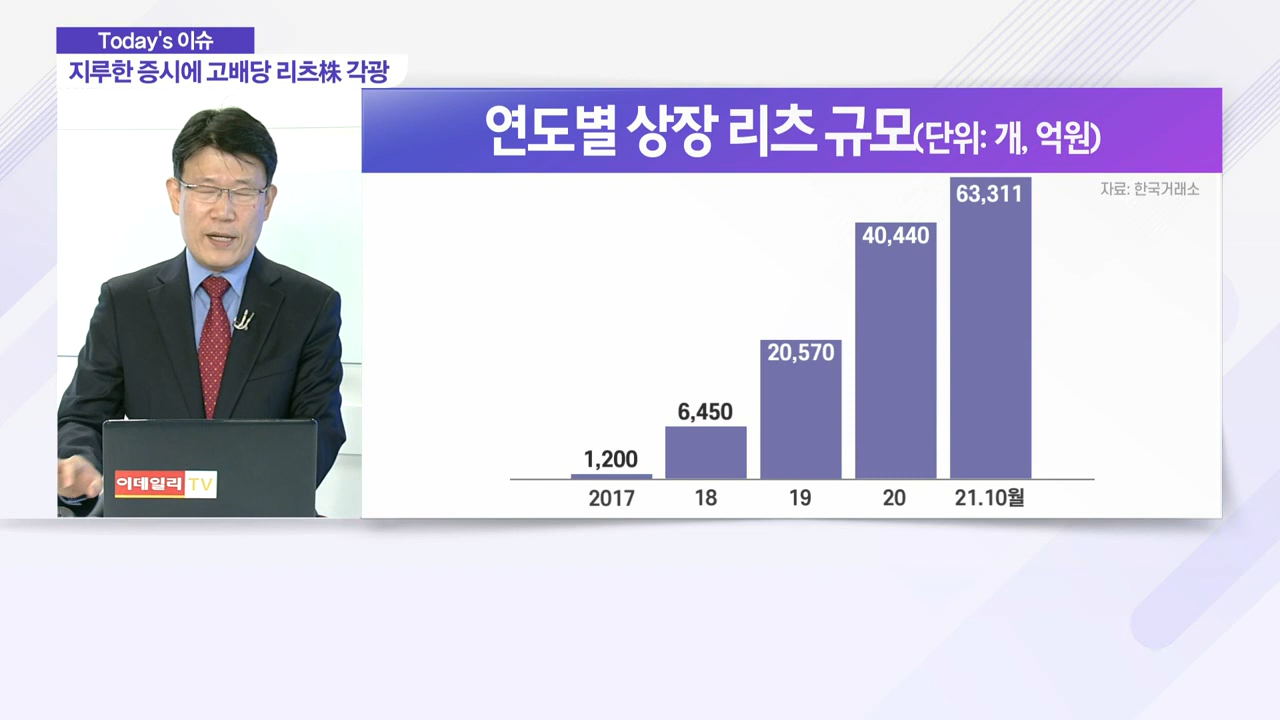 Today's 이슈
지루한 증시에 고배당 리츠株 각광
연도별 상장 리츠 규모(단위: 개, 억원)
자료: 한국거래소
63,311
40,440
20,570
6,450
1,200
2017 18 19 20 21.10월
이데일리 TV